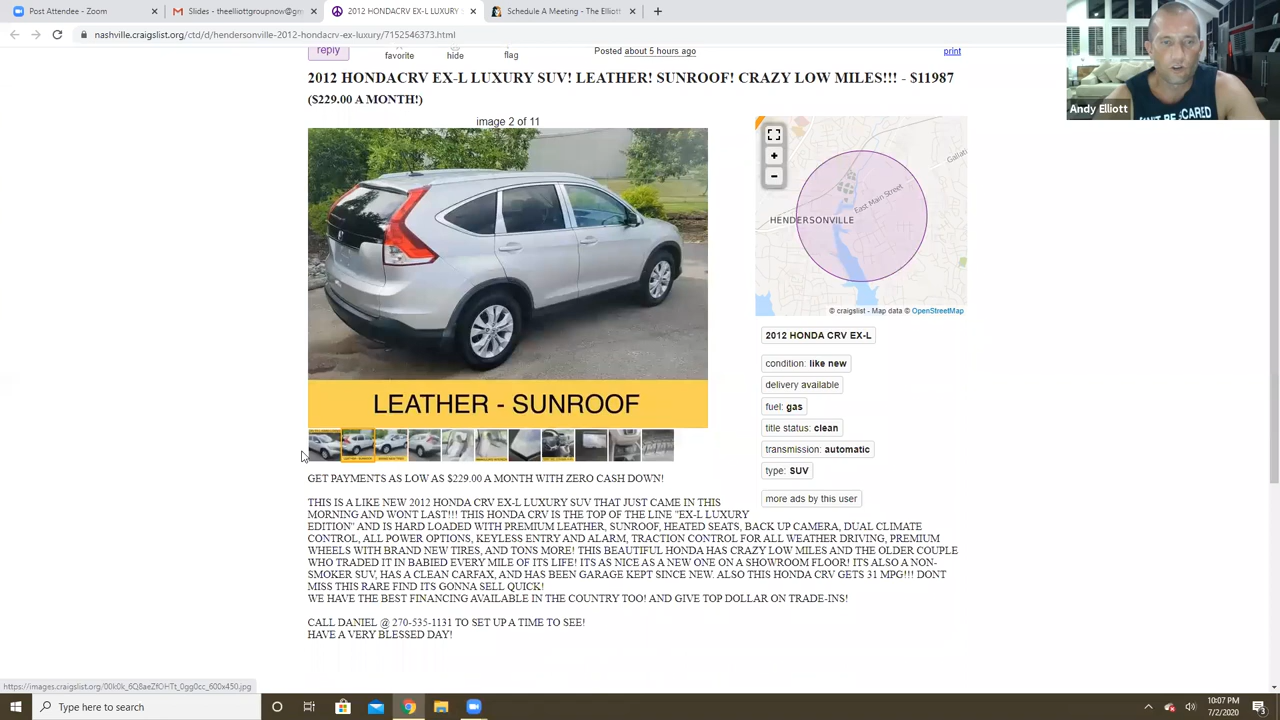 Post Attendee - Zoom
Slides - theelliottgroupnow@gm
2012 HONDACRV EX-L LUXURY S
Schedule A Meeting - The Elliott
nashville.craigslist.org/ctd/d/hendersonville-2012-hondacrv-ex-luxury/7152546373.html
reply
favorite
hide
flag
Posted about 5 hours ago
print
2012 HONDACRV EX-L LUXURY SUV! LEATHER! SUNROOF! CRAZY LOW MILES!!! - $11987
($229.00 A MONTH!)
image 2 of 11
LEATHER - SUNROOF
+
-
Gallati
East Main Street
HENDERSONVILLE
© craigslist - Map data © OpenStreetMap
2012 HONDA CRV EX-L
condition: like new
delivery available
fuel: gas
title status: clean
transmission: automatic
type: SUV
more ads by this user
GET PAYMENTS AS LOW AS $229.00 A MONTH WITH ZERO CASH DOWN!
THIS IS A LIKE NEW 2012 HONDA CRV EX-L LUXURY SUV THAT JUST CAME IN THIS
MORNING AND WONT LAST!!! THIS HONDA CRV IS THE TOP OF THE LINE "EX-L LUXURY
EDITION" AND IS HARD LOADED WITH PREMIUM LEATHER, SUNROOF, HEATED SEATS, BACK UP CAMERA, DUAL CLIMATE
CONTROL, ALL POWER OPTIONS, KEYLESS ENTRY AND ALARM, TRACTION CONTROL FOR ALL WEATHER DRIVING, PREMIUM
WHEELS WITH BRAND NEW TIRES, AND TONS MORE! THIS BEAUTIFUL HONDA HAS CRAZY LOW MILES AND THE OLDER COUPLE
WHO TRADED IT IN BABIED EVERY MILE OF ITS LIFE! ITS AS NICE AS A NEW ONE ON A SHOWROOM FLOOR! ITS ALSO A NON-
SMOKER SUV, HAS A CLEAN CARFAX, AND HAS BEEN GARAGE KEPT SINCE NEW. ALSO THIS HONDA CRV GETS 31 MPG!!! DONT
MISS THIS RARE FIND ITS GONNA SELL QUICK!
WE HAVE THE BEST FINANCING AVAILABLE IN THE COUNTRY TOO! AND GIVE TOP DOLLAR ON TRADE-INS!
CALL DANIEL @ 270-535-1131 TO SET UP A TIME TO SEE!
HAVE A VERY BLESSED DAY!
Andy Elliott
Type here to search
10:07 PM
7/2/2020